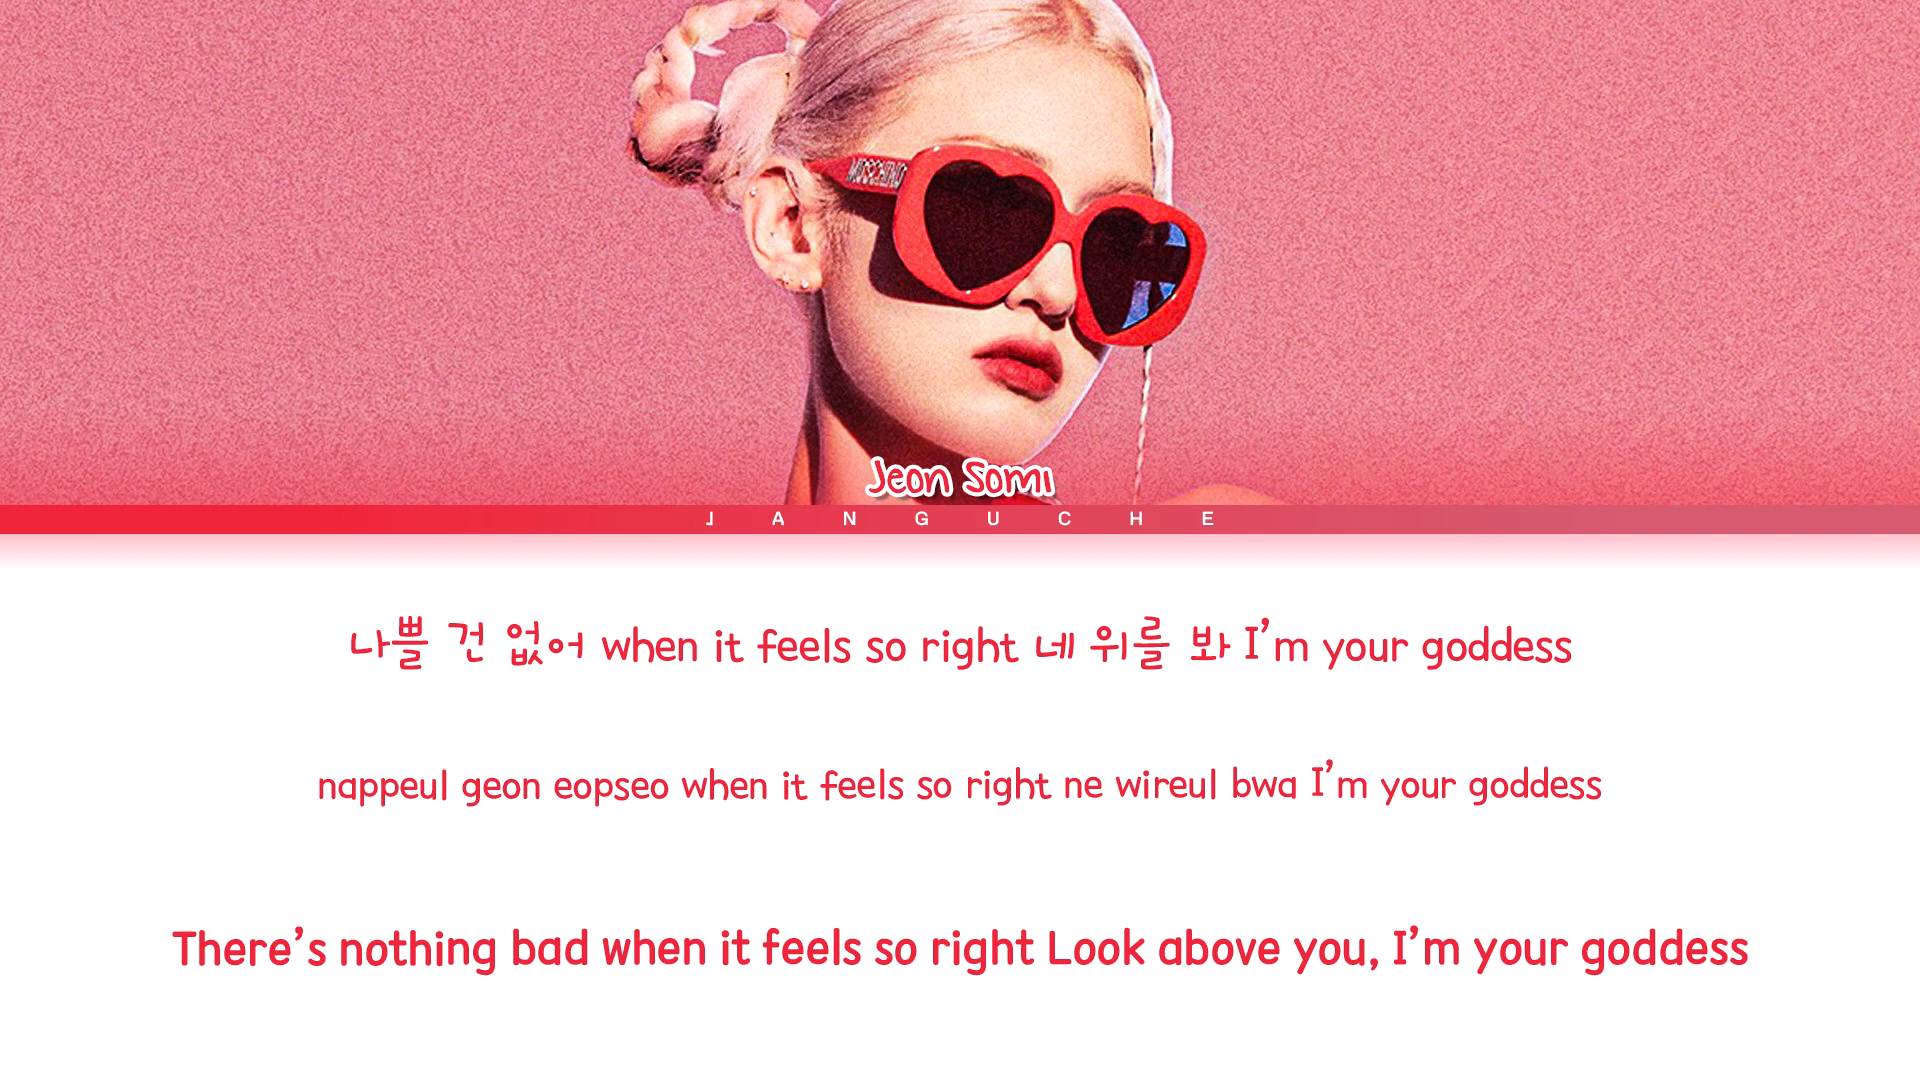 MOSCHINO
Jeon Somi
JANGUCHE
나쁠 건 없어 when it feels so right 네 위를 봐 I'm your goddess
nappeul geon eopseo when it feels so right ne wireul bwa I'm your goddess
There's nothing bad when it feels so right Look above you, I'm your goddess